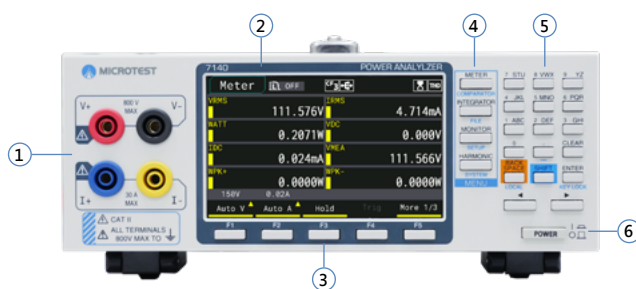 2
4
5
MICROTEST
7140
POWER ANALYLZER
Meter
OFF
CF
THD
METER
COMPARATOR
INTEGRATOR
FILE
MONITOR
SETUP
HARMONIC
SYSTEM
MENU
7 STU
8 VWX
9 YZ
4 JKL
5 MNO
6 PQR
1 ABC
2 DEF
3 GHI
CLEAR
BACK SPACE
SHIFT
ENTER
LOCAL
KEY LOCK
V+
800 V
MAX
V-
VRMS
111.576V
IRMS
4.714mA
WATT
0.2071W
VDC
0.000V
IDC
0.024mA
VMEA
111.566V
WPK+
0.0000W
WPK-
0.0000W
150V
0.02A
Auto V
Auto A
Hold
Trig
More 1/3
1
I+
30 A
MAX
I-
CAT II
ALL TERMINALS
800V MAX TO
F1
F2
F3
F4
F5
POWER
6
3